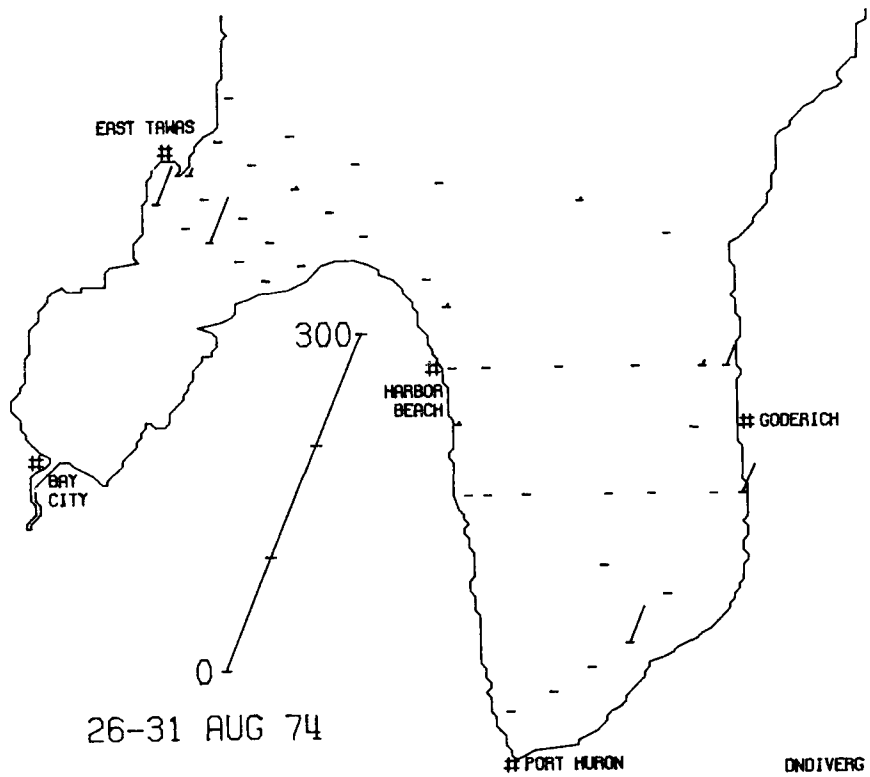 EAST TAWAS
#
300
#
HARBOR
BEACH
# GODERICH
#
BAY
CITY
0
26-31 AUG 74
# PORT HURON
DNDIVERG